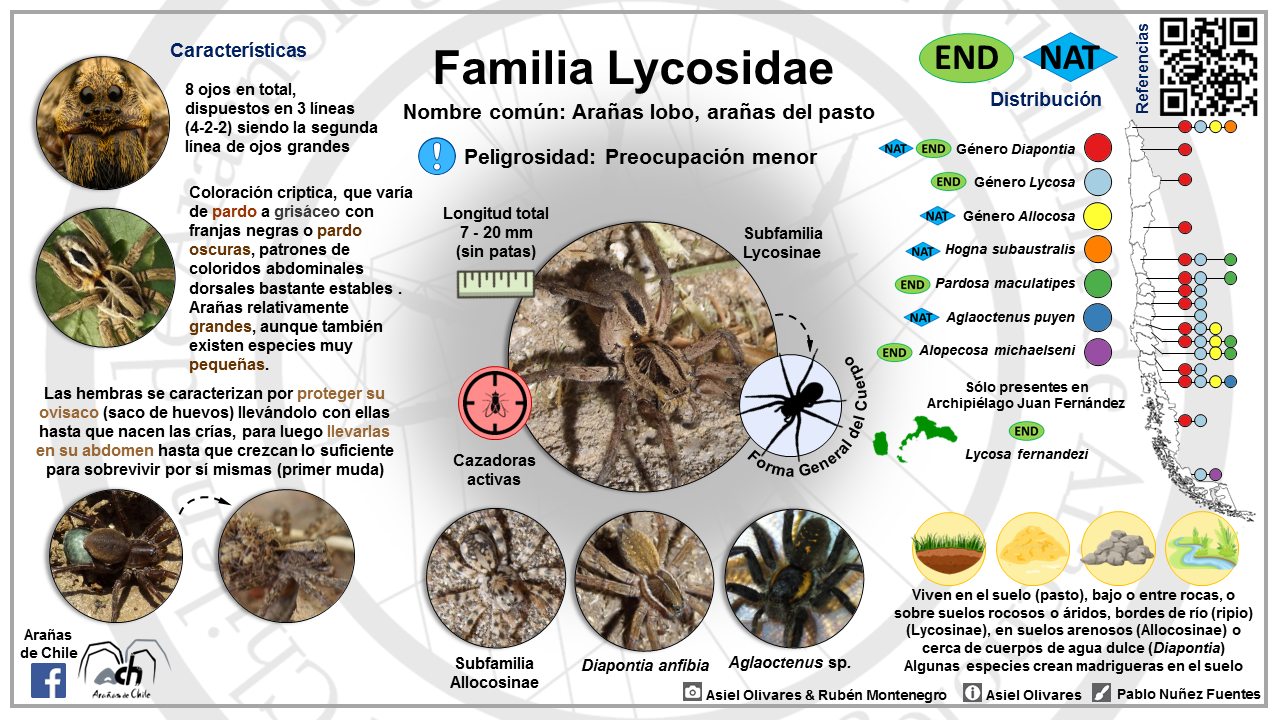 Características
8 ojos en total,
dispuestos en 3 líneas
(4-2-2) siendo la segunda
línea de ojos grandes
Coloración criptica, que varía
de pardo a grisáceo con
franjas negras o pardo
oscuras, patrones de
coloridos abdominales
dorsales bastante estables .
Arañas relativamente
grandes, aunque también
existen especies muy
pequeñas.
Las hembras se caracterizan por proteger su
ovisaco (saco de huevos) llevándolo con ellas
hasta que nacen las crías, para luego llevarlas
en su abdomen hasta que crezcan lo suficiente
para sobrevivir por sí mismas (primer muda)
Arañas
de Chile
ach
Arañas de Chile
Familia Lycosidae
Nombre común: Arañas lobo, arañas del pasto
Peligrosidad: Preocupación menor
Longitud total
7 - 20 mm
(sin patas)
Subfamilia
Lycosinae
Forma General del Cuerpo
Cazadoras
activas
Subfamilia
Allocosinae
Diapontia anfibia
Aglaoctenus sp.
END
NAT
Distribución
Referencias
NAT END Género Diapontia
END Género Lycosa
NAT Género Allocosa
NAT Hogna subaustralis
END Pardosa maculatipes
NAT Aglaoctenus puyen
END Alopecosa michaelseni
Sólo presentes en
Archipiélago Juan Fernández
END
Lycosa fernandezi
Viven en el suelo (pasto), bajo o entre rocas, o
sobre suelos rocosos o áridos, bordes de río (ripio)
(Lycosinae), en suelos arenosos (Allocosinae) o
cerca de cuerpos de agua dulce (Diapontia)
Algunas especies crean madrigueras en el suelo
Asiel Olivares & Rubén Montenegro
Asiel Olivares
Pablo Nuñez Fuentes